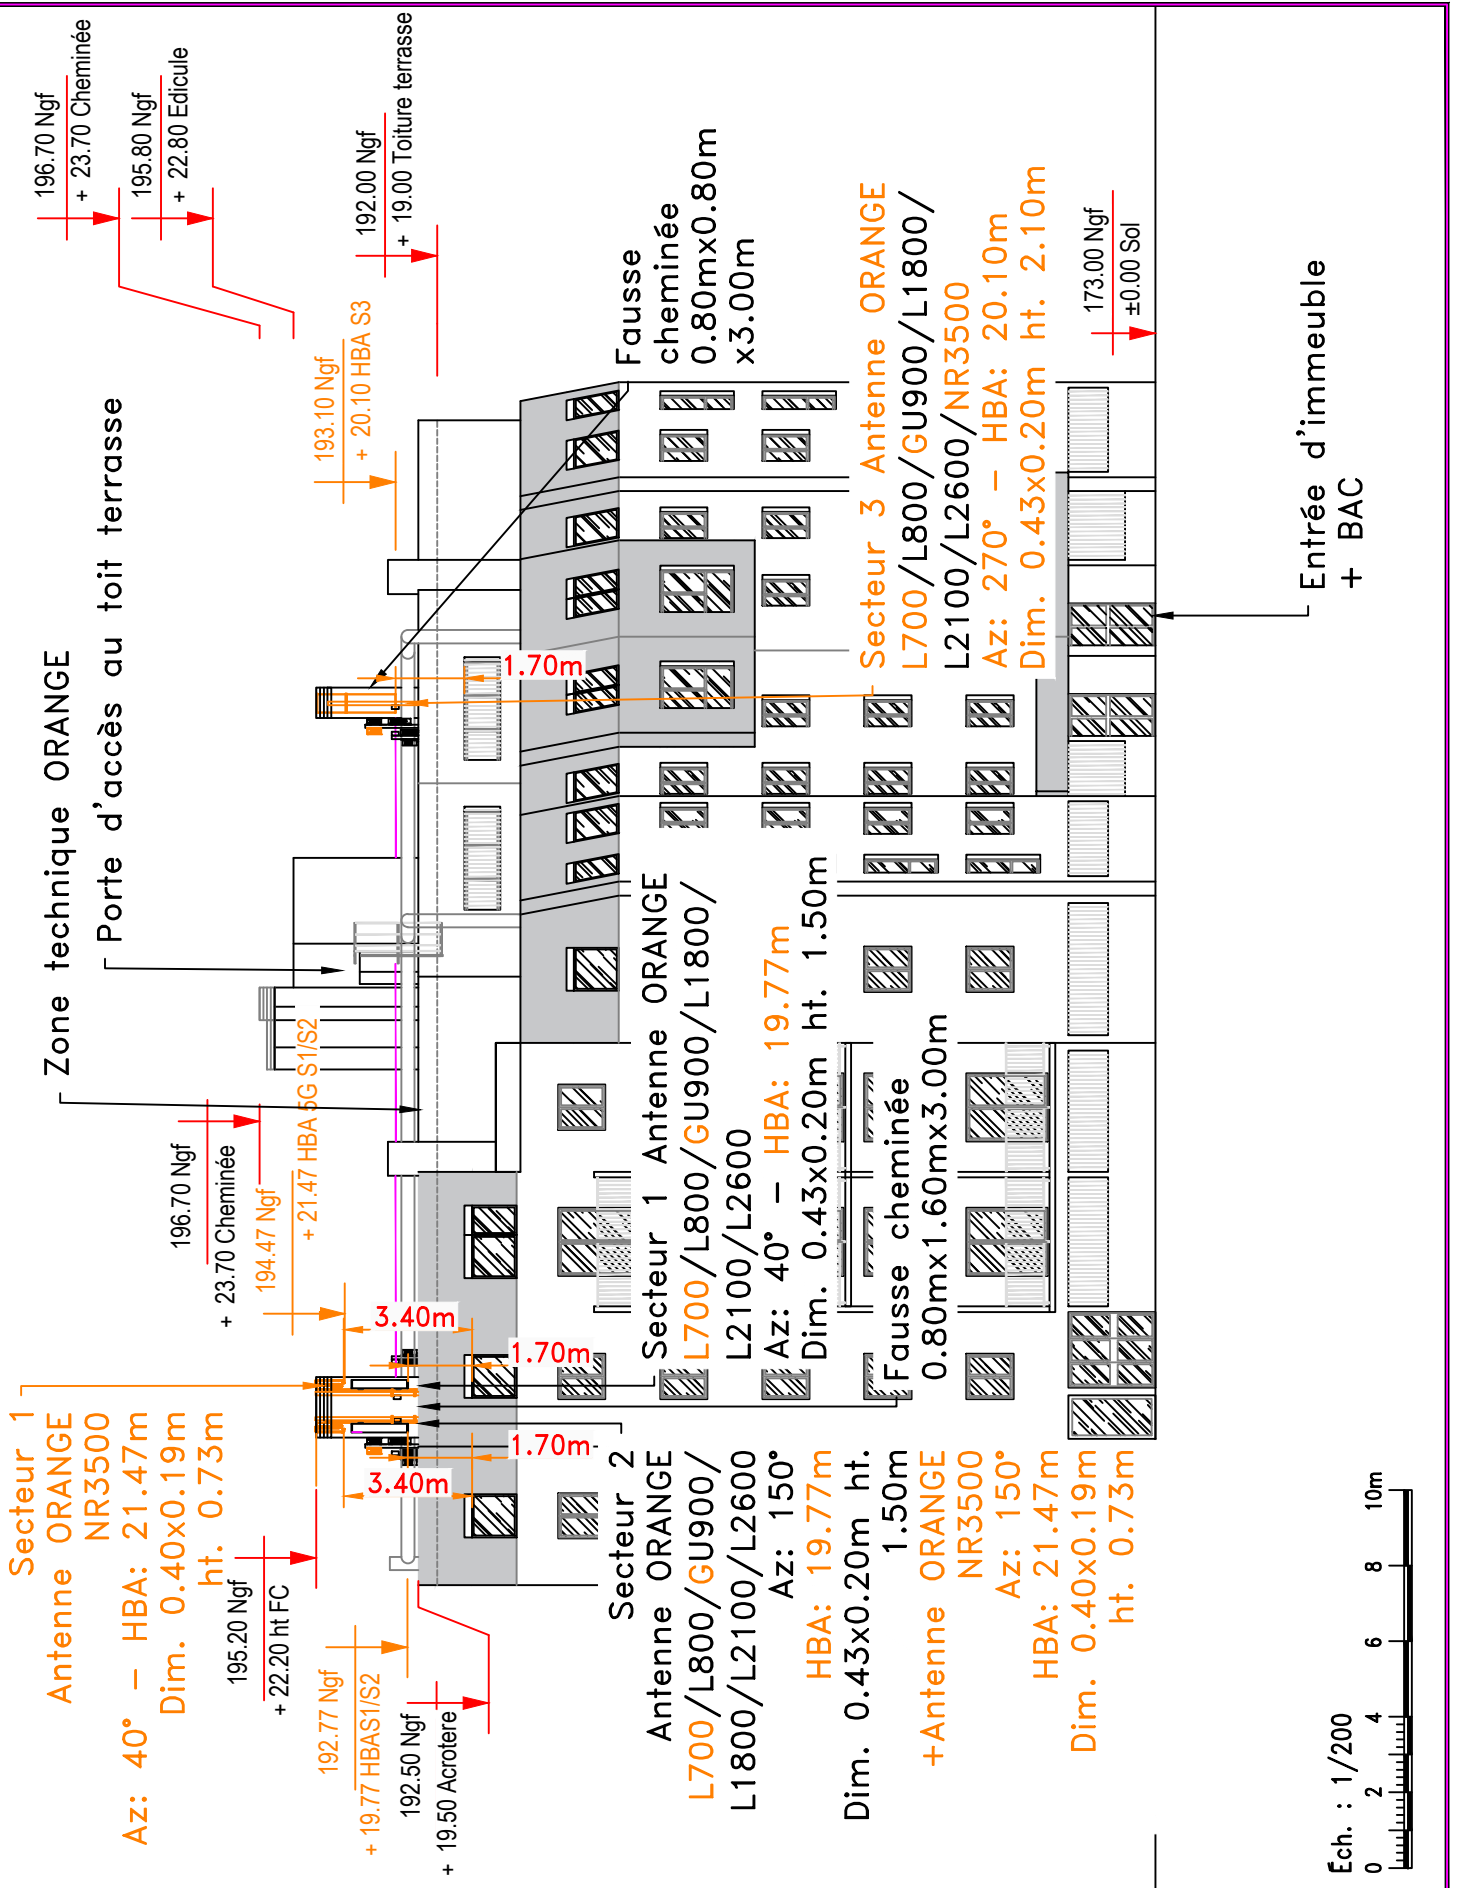 Secteur 1
Antenne ORANGE
NR3500
Az: 40° - HBA: 21.47m
Dim. 0.40x0.19m
ht. 0.73m
195.20 Ngf
+ 22.20 ht FC
192.77 Ngf
+ 19.77 HBAS1/S2
192.50 Ngf
+ 19.50 Acrotere
196.70 Ngf
+ 23.70 Cheminée
194.47 Ngf
+ 21.47 HBA 5G S1/S2
Zone technique ORANGE
Porte d'accès au toit terrasse
193.10 Ngf
+ 20.10 HBA S3
196.70 Ngf
+ 23.70 Cheminée
195.80 Ngf
+ 22.80 Edicule
192.00 Ngf
+ 19.00 Toiture terrasse
3.40m
1.70m
3.40m
1.70m
1.70m
Fausse
cheminée
0.80mx0.80m
x3.00m
Secteur 2
Antenne ORANGE
L700/L800/GU900/
L1800/L2100/L2600
Az: 150°
HBA: 19.77m
Dim. 0.43x0.20m ht.
1.50m
+Antenne ORANGE
NR3500
Az: 150°
HBA: 21.47m
Dim. 0.40x0.19m
ht. 0.73m
Secteur 1 Antenne ORANGE
L700/L800/GU900/L1800/
L2100/L2600
Az: 40° - HBA: 19.77m
Dim. 0.43x0.20m ht. 1.50m
Fausse cheminée
0.80mx1.60mx3.00m
Secteur 3 Antenne ORANGE
L700/L800/GU900/L1800/
L2100/L2600/NR3500
Az: 270° - HBA: 20.10m
Dim. 0.43x0.20m ht. 2.10m
173.00 Ngf
±0.00 Sol
Entrée d'immeuble
+ BAC
Éch. : 1/200
0 2 4 6 8 10m